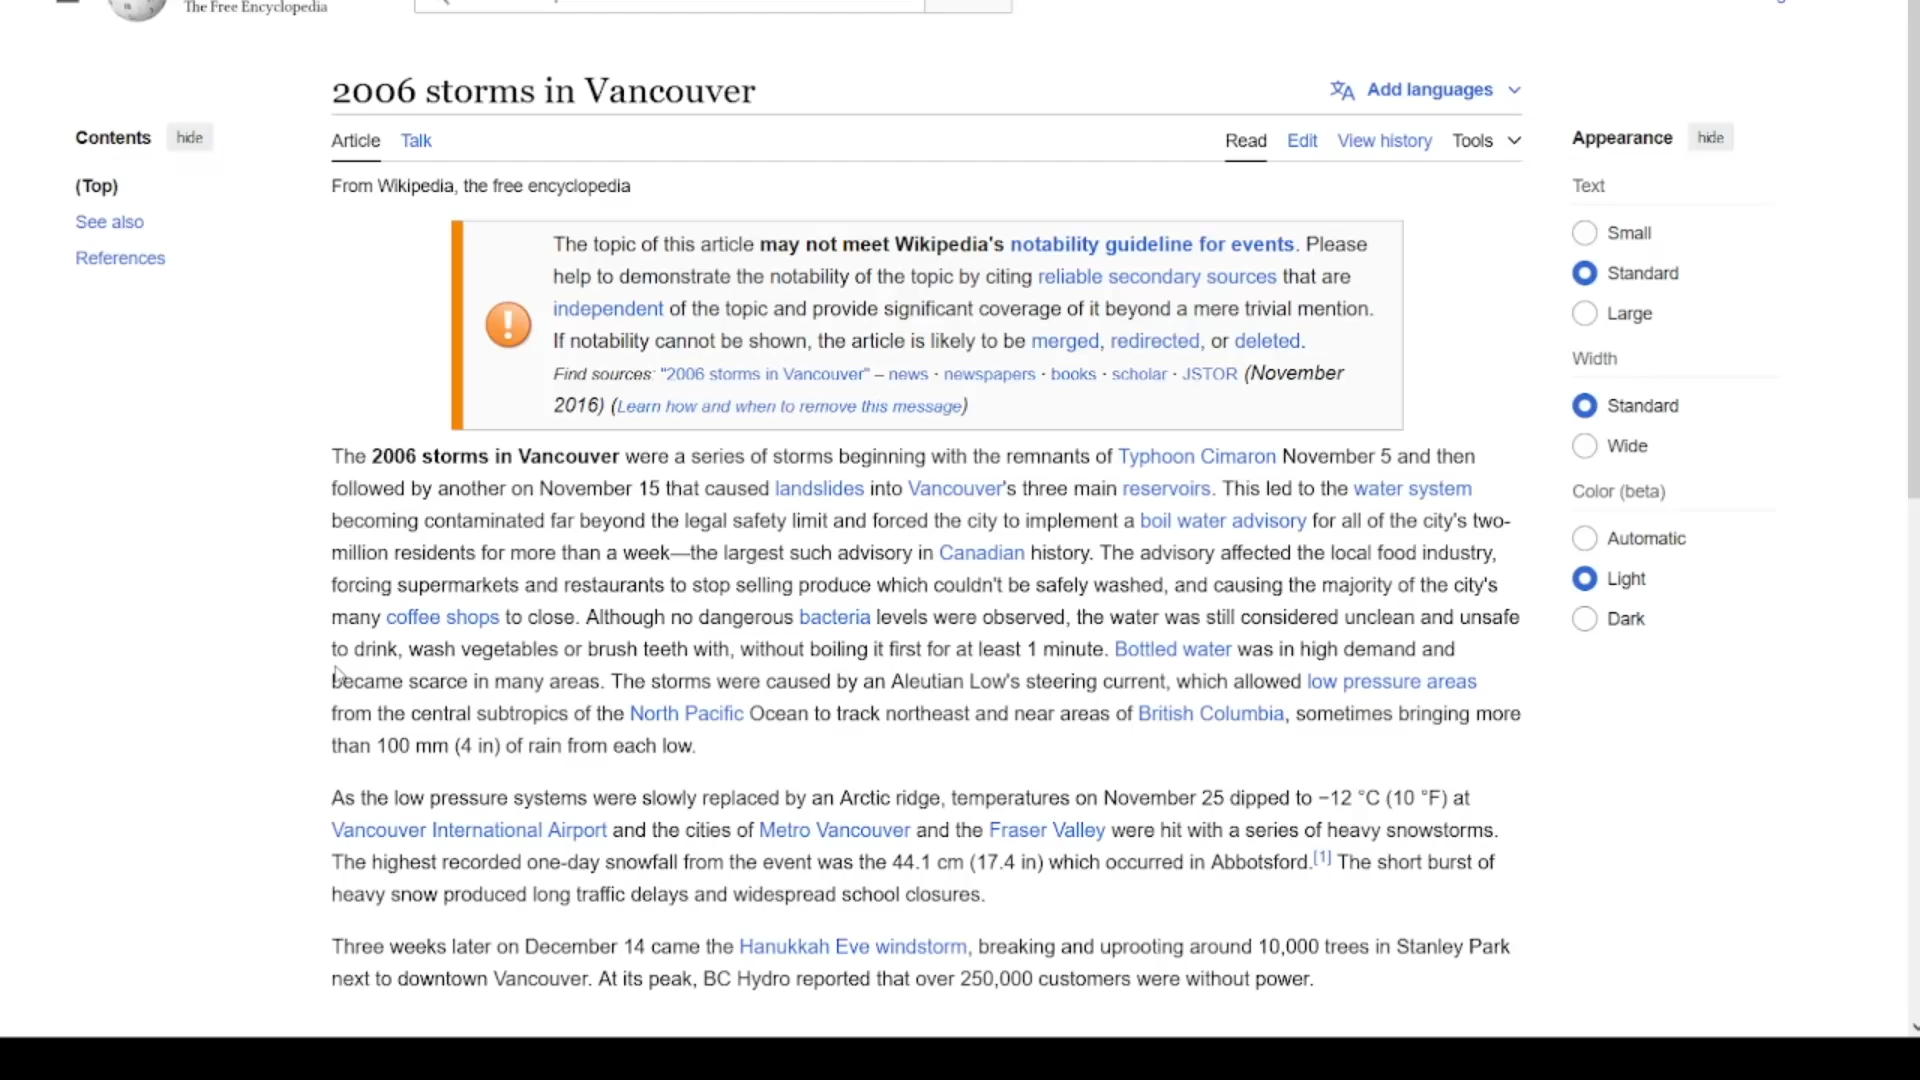 The Free Encyclopedia
2006 storms in Vancouver
Add languages
Contents hide
(Top)
See also
References
Article Talk
Read Edit View history Tools
From Wikipedia, the free encyclopedia
The topic of this article may not meet Wikipedia's notability guideline for events. Please
help to demonstrate the notability of the topic by citing reliable secondary sources that are
independent of the topic and provide significant coverage of it beyond a mere trivial mention.
If notability cannot be shown, the article is likely to be merged, redirected, or deleted.
Find sources: "2006 storms in Vancouver" – news · newspapers · books · scholar · JSTOR (November
2016) (Learn how and when to remove this message)
The 2006 storms in Vancouver were a series of storms beginning with the remnants of Typhoon Cimaron November 5 and then
followed by another on November 15 that caused landslides into Vancouver's three main reservoirs. This led to the water system
becoming contaminated far beyond the legal safety limit and forced the city to implement a boil water advisory for all of the city's two-
million residents for more than a week—the largest such advisory in Canadian history. The advisory affected the local food industry,
forcing supermarkets and restaurants to stop selling produce which couldn't be safely washed, and causing the majority of the city's
many coffee shops to close. Although no dangerous bacteria levels were observed, the water was still considered unclean and unsafe
to drink, wash vegetables or brush teeth with, without boiling it first for at least 1 minute. Bottled water was in high demand and
became scarce in many areas. The storms were caused by an Aleutian Low's steering current, which allowed low pressure areas
from the central subtropics of the North Pacific Ocean to track northeast and near areas of British Columbia, sometimes bringing more
than 100 mm (4 in) of rain from each low.
As the low pressure systems were slowly replaced by an Arctic ridge, temperatures on November 25 dipped to −12 °C (10 °F) at
Vancouver International Airport and the cities of Metro Vancouver and the Fraser Valley were hit with a series of heavy snowstorms.
The highest recorded one-day snowfall from the event was the 44.1 cm (17.4 in) which occurred in Abbotsford.[1] The short burst of
heavy snow produced long traffic delays and widespread school closures.
Three weeks later on December 14 came the Hanukkah Eve windstorm, breaking and uprooting around 10,000 trees in Stanley Park
next to downtown Vancouver. At its peak, BC Hydro reported that over 250,000 customers were without power.
Appearance hide
Text
Small
Standard
Large
Width
Standard
Wide
Color (beta)
Automatic
Light
Dark